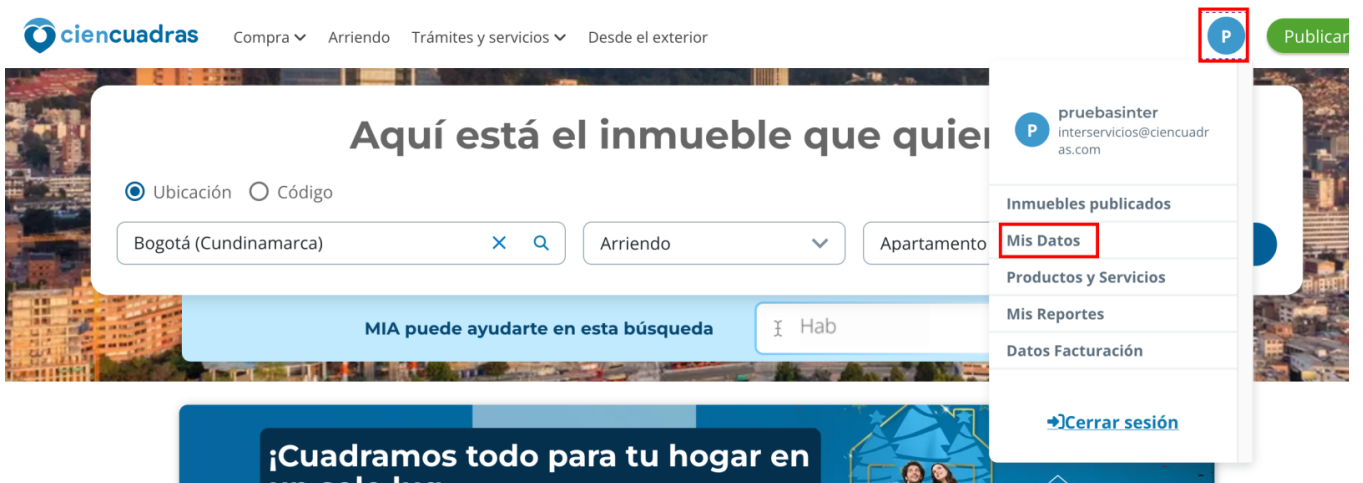 ciencuadras
Compra Arriendo Trámites y servicios Desde el exterior
P
Publicar
Aquí está el inmueble que quier
Ubicación Código
Bogotá (Cundinamarca)
Arriendo
Apartamento
MIA puede ayudarte en esta búsqueda
Hab
P
pruebasinter
interservicios@ciencuadr
as.com
Inmuebles publicados
Mis Datos
Productos y Servicios
Mis Reportes
Datos Facturación
Cerrar sesión
¡Cuadramos todo para tu hogar en
un solo